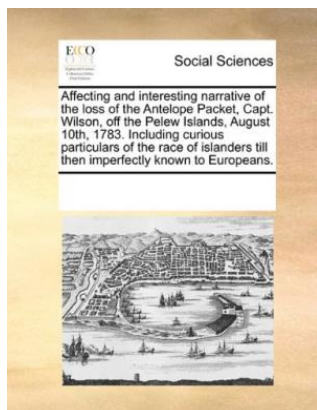 ECCO
Social Sciences
Affecting and interesting narrative of
the loss of the Antelope Packet, Capt.
Wilson, off the Pelew Islands, August
10th, 1783. Including curious
particulars of the race of islanders till
then imperfectly known to Europeans.